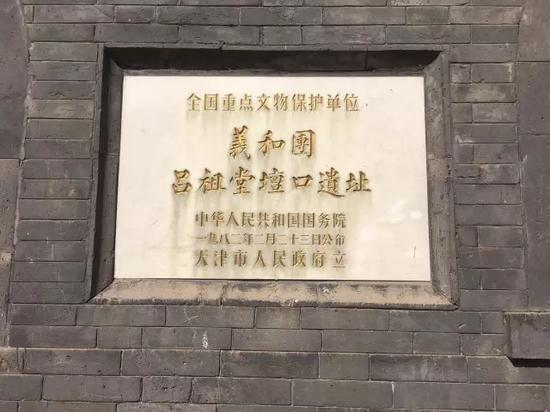 全国重点文物保护单位
義和團
吕祖堂壇口遺址
中华人民共和国国务院
一九八二年二月二十三日公布
天津市人民政府立